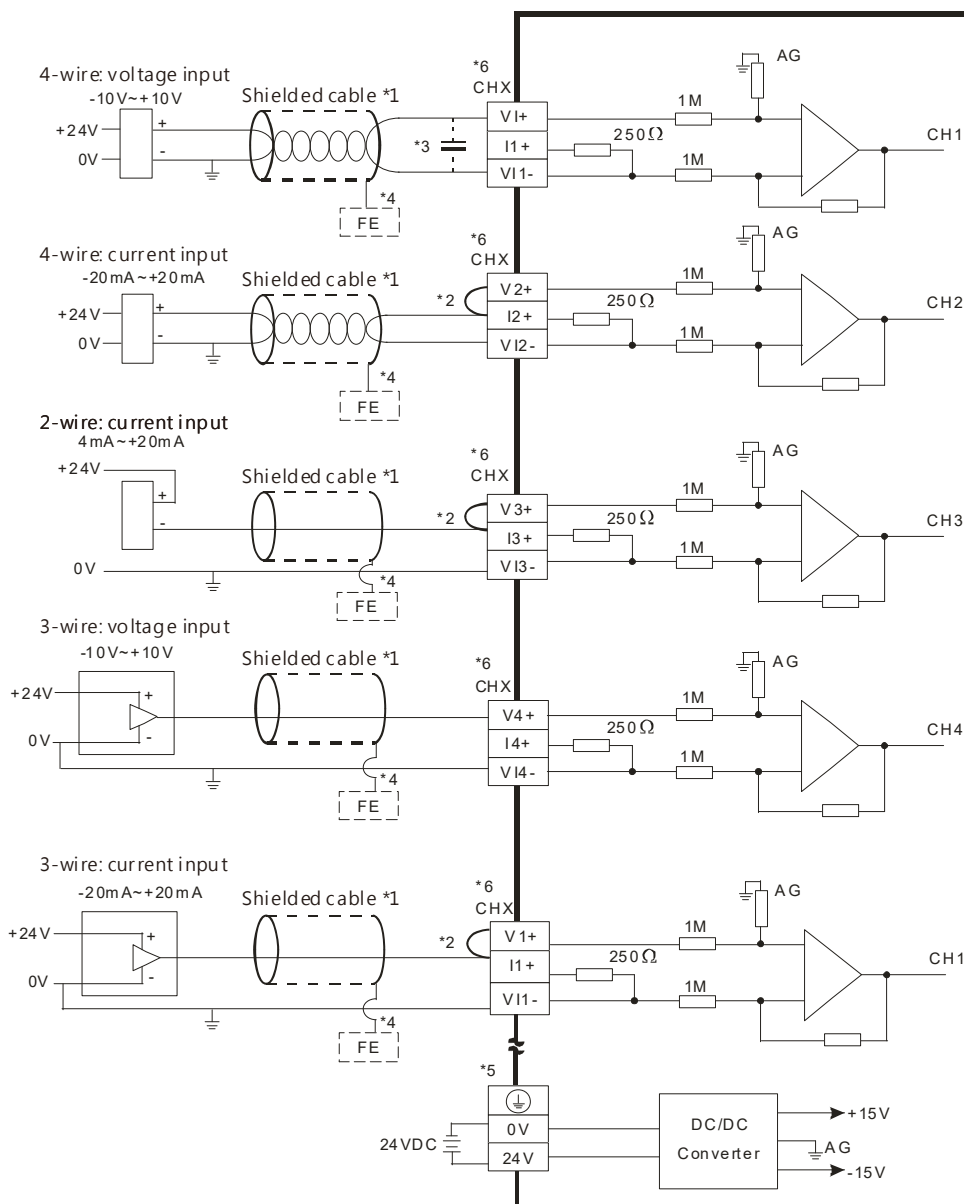 4-wire: voltage input
-10V~+10V
+24V
0V
+
-
Shielded cable *1
*4
FE
*3
*6
CHX
VI+
I1+
VI1-
250Ω
1M
1M
AG
CH1
4-wire: current input
-20mA~+20mA
+24V
0V
+
-
Shielded cable *1
*4
FE
*2
*6
CHX
V2+
I2+
VI2-
250Ω
1M
1M
AG
CH2
2-wire: current input
4mA~+20mA
+24V
+
-
0V
Shielded cable *1
*4
FE
*2
*6
CHX
V3+
I3+
VI3-
250Ω
1M
1M
AG
CH3
3-wire: voltage input
-10V~+10V
+24V
0V
+
-
Shielded cable *1
*4
FE
*6
CHX
V4+
I4+
VI4-
250Ω
1M
1M
AG
CH4
3-wire: current input
-20mA~+20mA
+24V
0V
+
-
Shielded cable *1
*4
FE
*2
*6
CHX
V1+
I1+
VI1-
250Ω
1M
1M
AG
CH1
*5
24VDC
0V
24V
DC/DC
Converter
+15V
AG
-15V